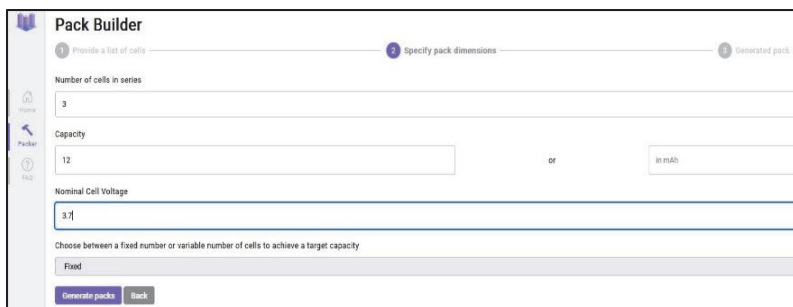 Pack Builder
1 Provide a list of cells
2 Specify pack dimensions
3 Generated pack
Number of cells in series
3
Home
Capacity
Packer
12
or
in mAh
FAQ
Nominal Cell Voltage
3.7
Choose between a fixed number or variable number of cells to achieve a target capacity
Fixed
Generate packs
Back